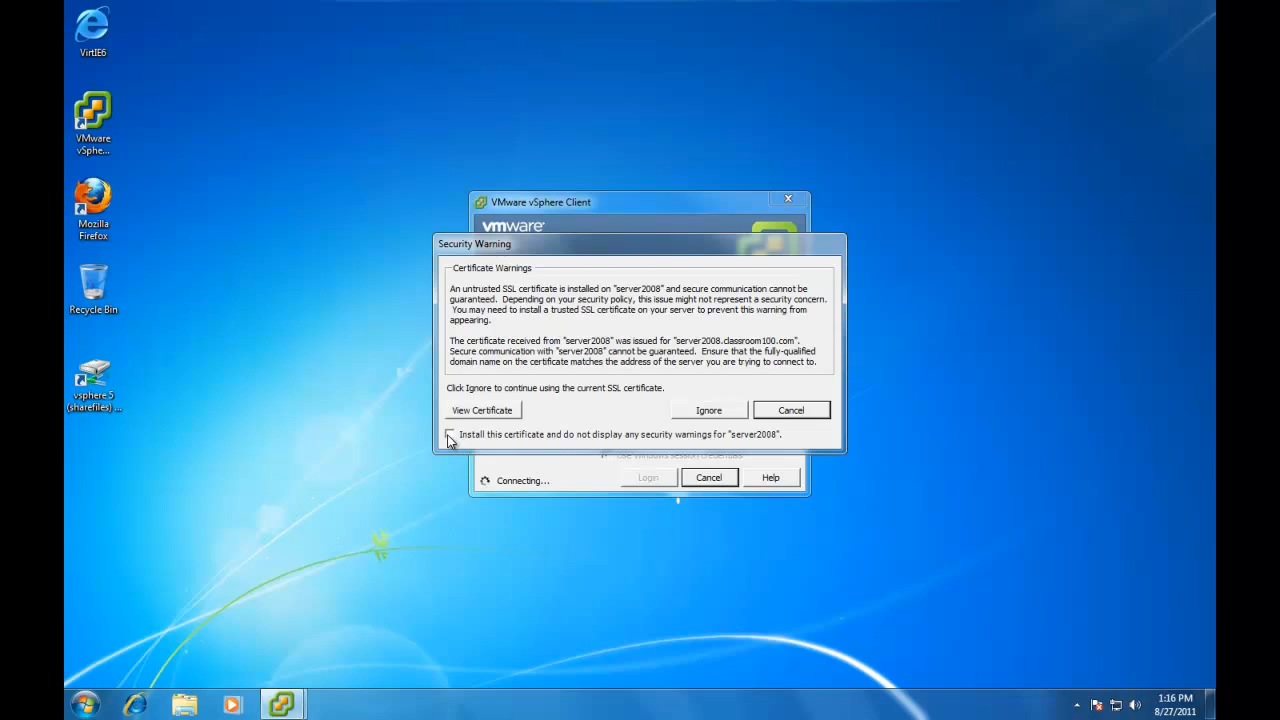 VirtIE6
VMware
vSphe...
Mozilla
Firefox
Recycle Bin
vsphere 5
(sharefiles) ...
VMware vSphere Client
vmware
Security Warning
Certificate Warnings
An untrusted SSL certificate is installed on "server2008" and secure communication cannot be
guaranteed. Depending on your security policy, this issue might not represent a security concern.
You may need to install a trusted SSL certificate on your server to prevent this warning from
appearing.
The certificate received from "server2008" was issued for "server2008.classroom100.com".
Secure communication with "server2008" cannot be guaranteed. Ensure that the fully-qualified
domain name on the certificate matches the address of the server you are trying to connect to.
Click Ignore to continue using the current SSL certificate.
View Certificate
Ignore
Cancel
Install this certificate and do not display any security warnings for "server2008".
Use Windows session credentials
Connecting...
Login
Cancel
Help
1:16 PM
8/27/2011